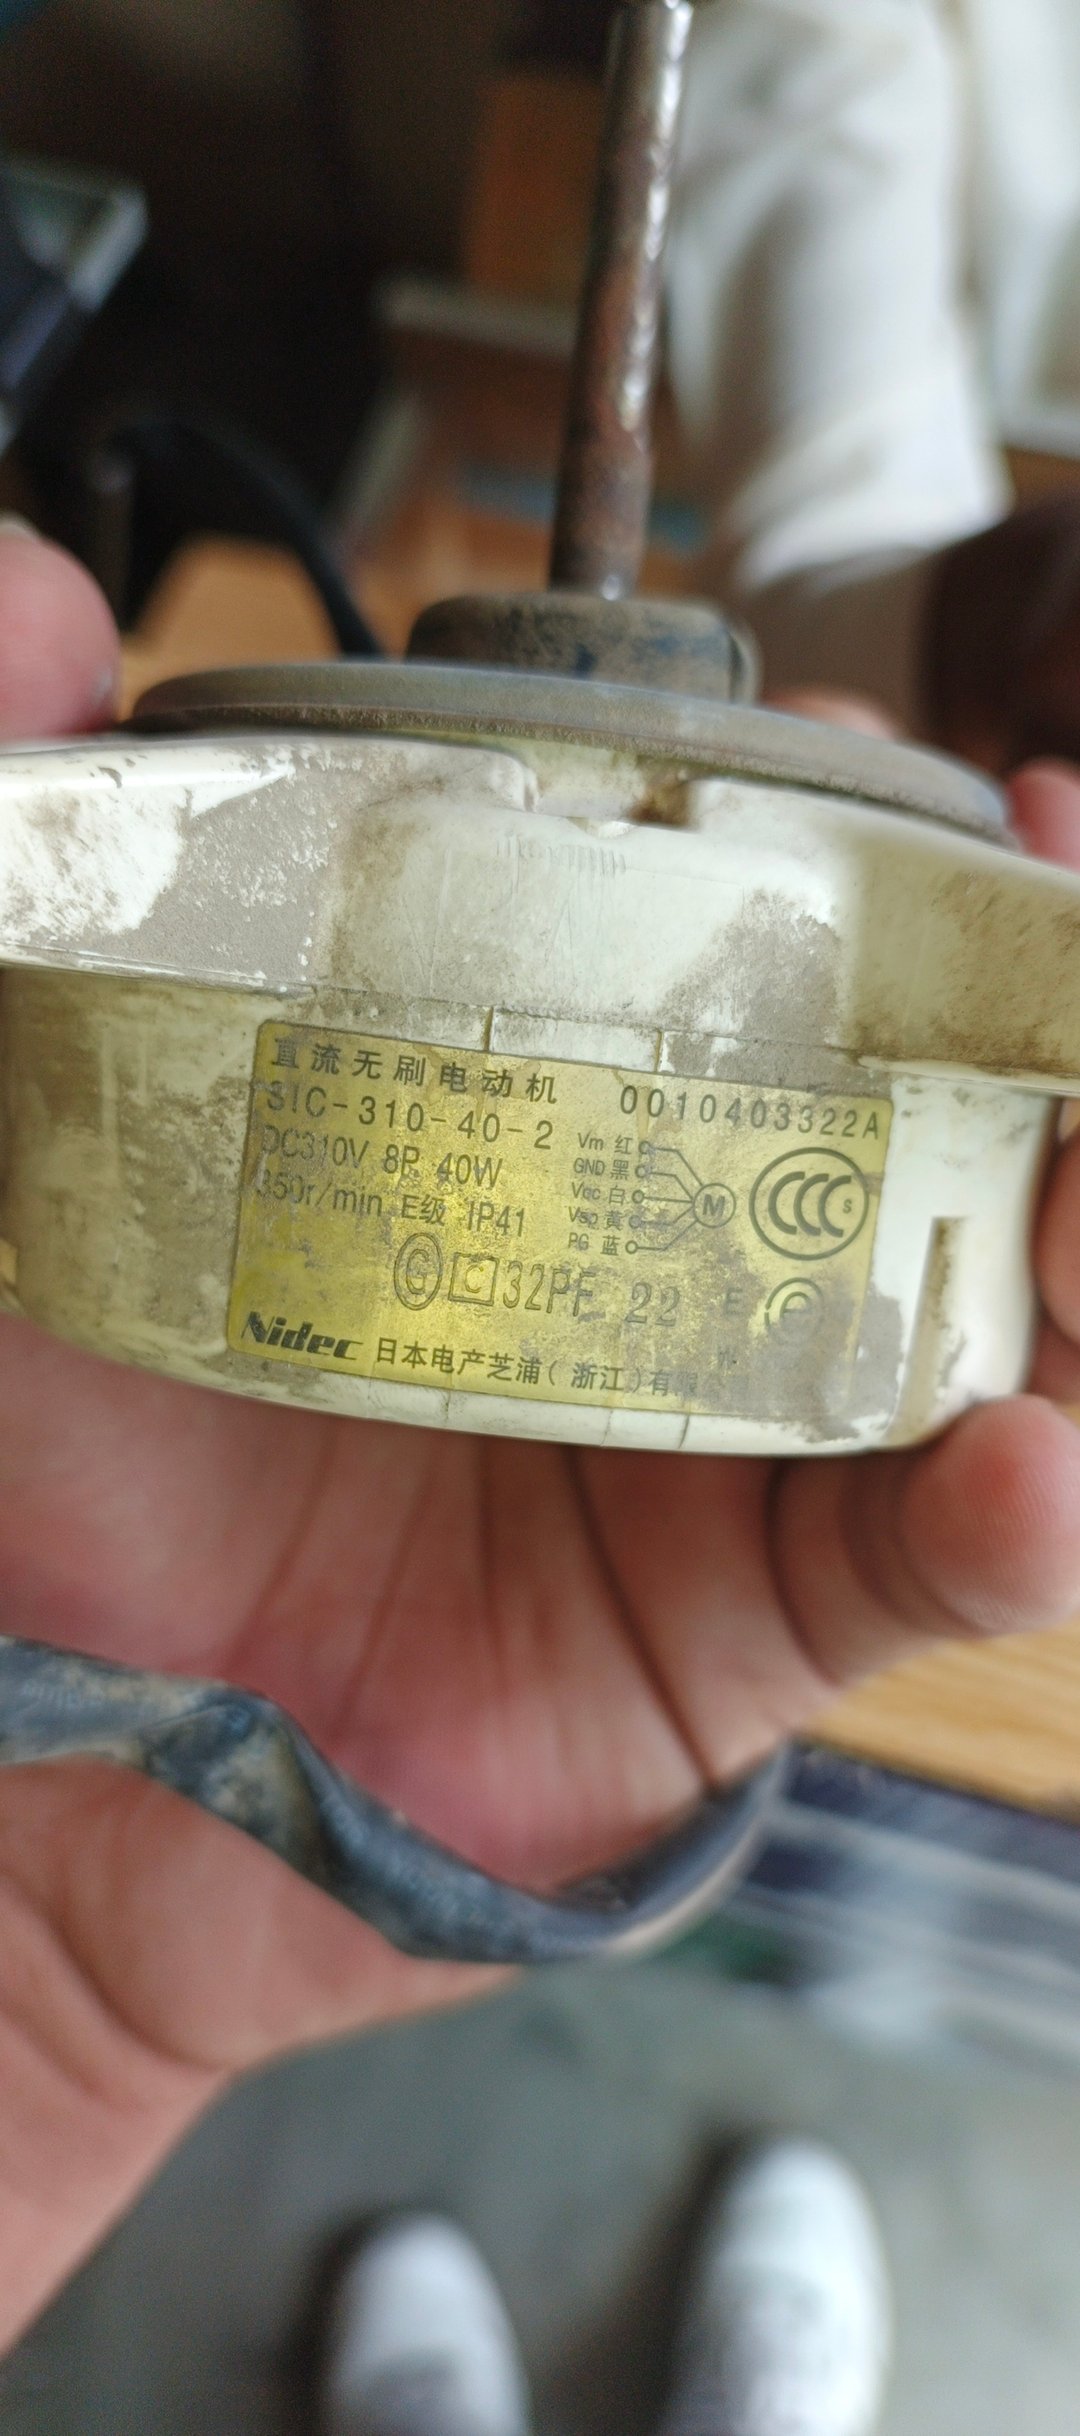 直流无刷电动机 0010403322A
SIC-310-40-2
DC310V 8P 40W
850r/min E级 IP41
Vm 红
GND 黑
Vcc 白
Vsp 黄
PG 蓝
M
CCC S
G C 32PF 22 E
Nidec 日本电产芝浦(浙江)有限